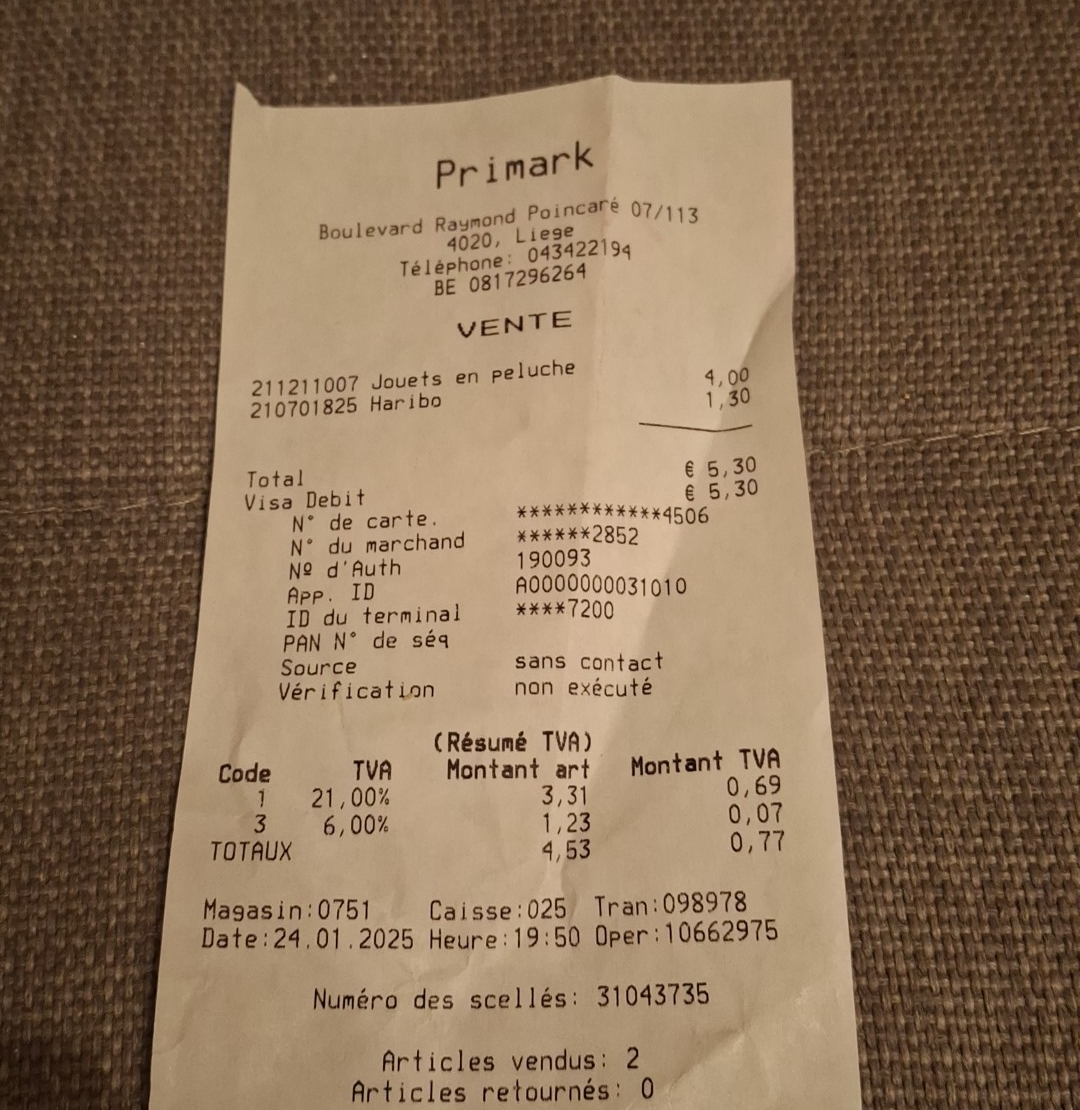 Primark
Boulevard Raymond Poincaré 07/113
4020, Liege
Téléphone: 043422194
BE 0817296264
VENTE
211211007 Jouets en peluche 4,00
210701825 Haribo 1,30
Total € 5,30
Visa Debit € 5,30
N° de carte. ************4506
N° du marchand ******2852
Nº d'Auth 190093
App. ID A0000000031010
ID du terminal ****7200
PAN N° de séq
Source sans contact
Vérification non exécuté
(Résumé TVA)
Code TVA Montant art Montant TVA
1 21,00% 3,31 0,69
3 6,00% 1,23 0,07
TOTAUX 4,53 0,77
Magasin:0751 Caisse:025 Tran:098978
Date:24.01.2025 Heure:19:50 Oper:10662975
Numéro des scellés: 31043735
Articles vendus: 2
Articles retournés: 0